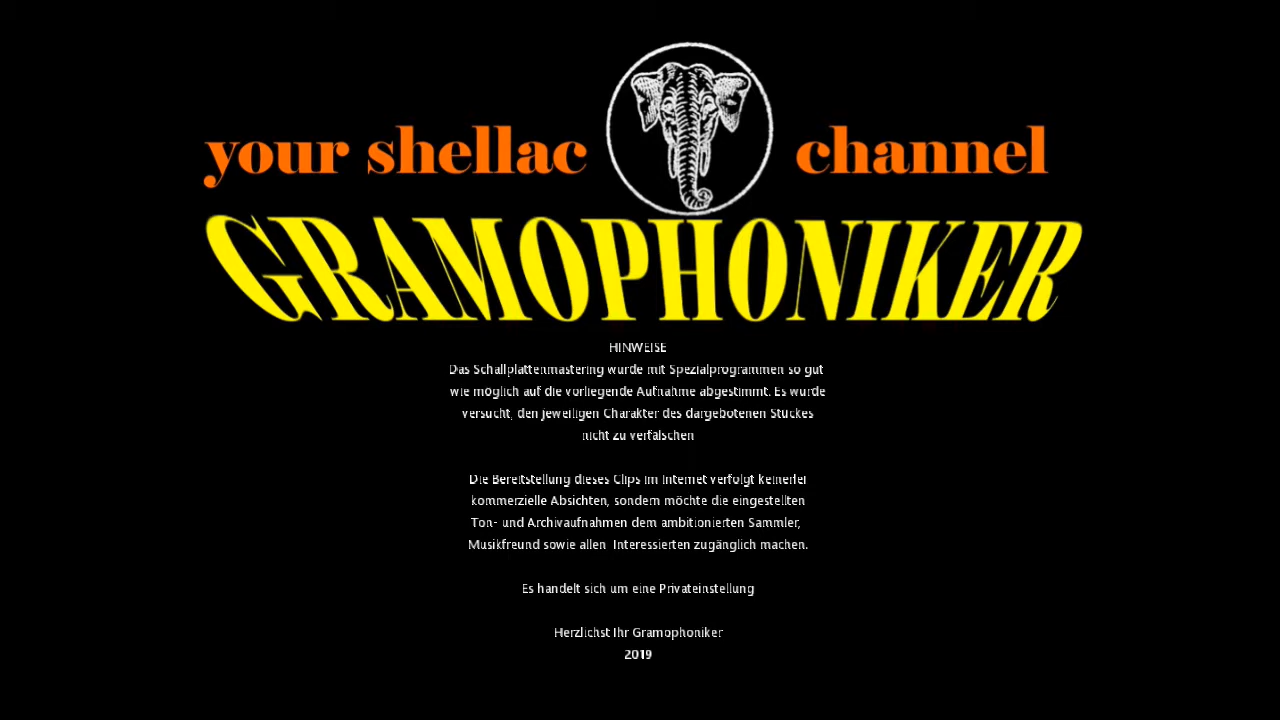 your shellac channel
GRAMOPHONIKER
HINWEISE
Das Schallplattenmastering wurde mit Spezialprogrammen so gut
wie möglich auf die vorliegende Aufnahme abgestimmt. Es wurde
versucht, den jeweiligen Charakter des dargebotenen Stückes
nicht zu verfälschen
Die Bereitstellung dieses Clips im Internet verfolgt keinerlei
kommerzielle Absichten, sondern möchte die eingestellten
Ton- und Archivaufnahmen dem ambitionierten Sammler,
Musikfreund sowie allen Interessierten zugänglich machen.
Es handelt sich um eine Privateinstellung
Herzlichst Ihr Gramophoniker
2019